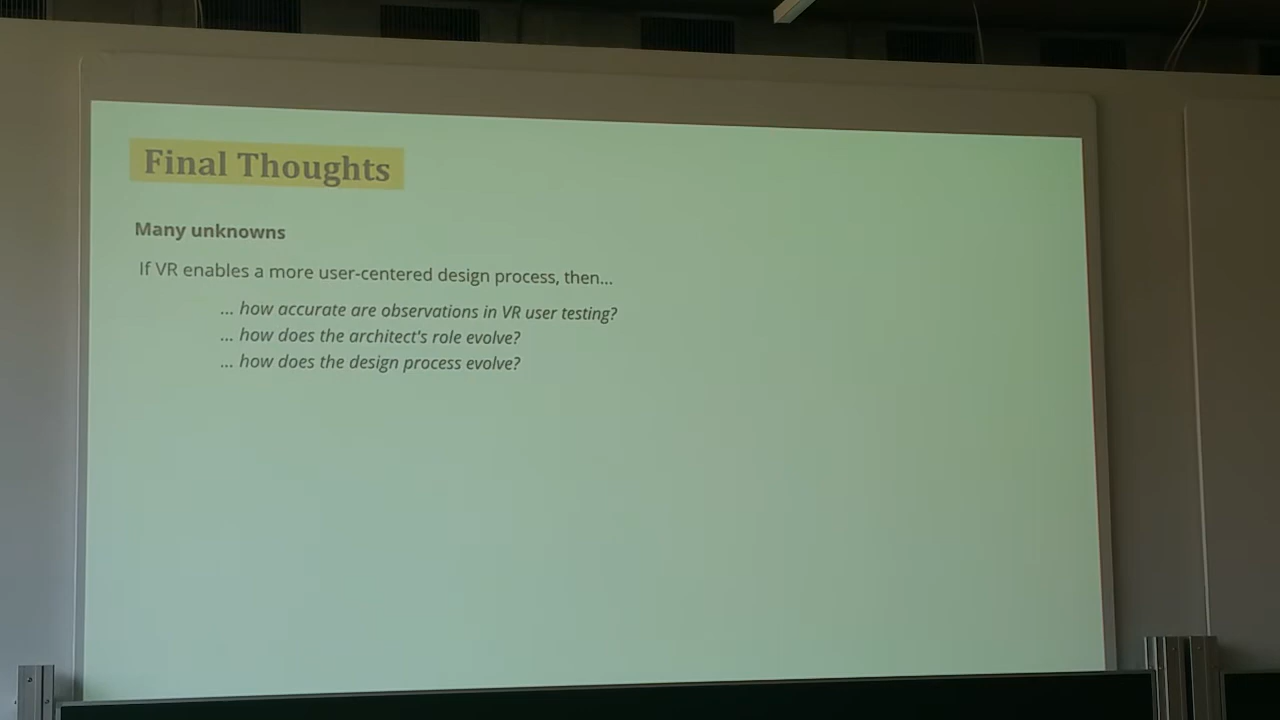 Final Thoughts
Many unknowns
If VR enables a more user-centered design process, then...
... how accurate are observations in VR user testing?
... how does the architect's role evolve?
... how does the design process evolve?